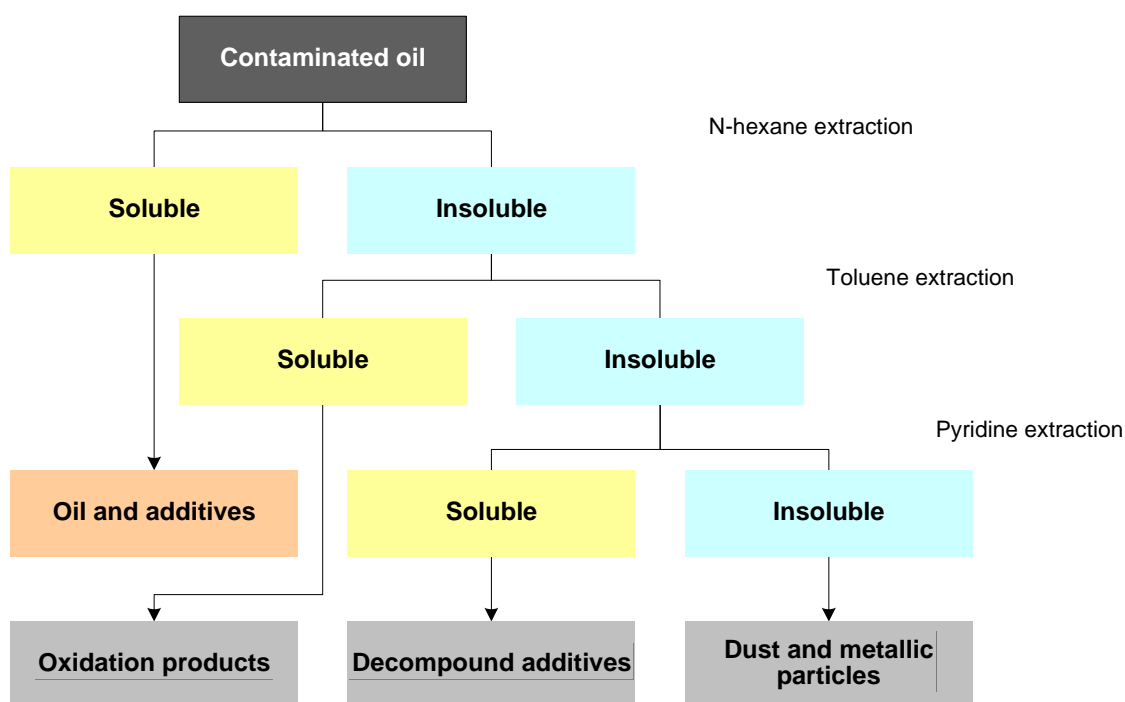 Contaminated oil
N-hexane extraction
Soluble
Insoluble
Toluene extraction
Soluble
Insoluble
Pyridine extraction
Oil and additives
Soluble
Insoluble
Oxidation products
Decompound additives
Dust and metallic
particles